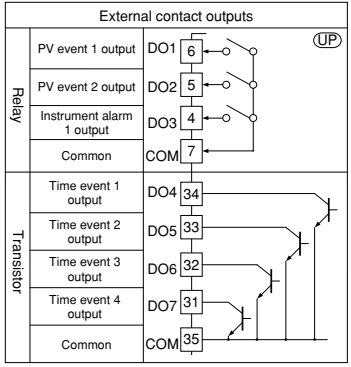 External contact outputs
UP
Relay
PV event 1 output DO1 6
PV event 2 output DO2 5
Instrument alarm
1 output DO3 4
Common COM 7
Transistor
Time event 1
output DO4 34
Time event 2
output DO5 33
Time event 3
output DO6 32
Time event 4
output DO7 31
Common COM 35